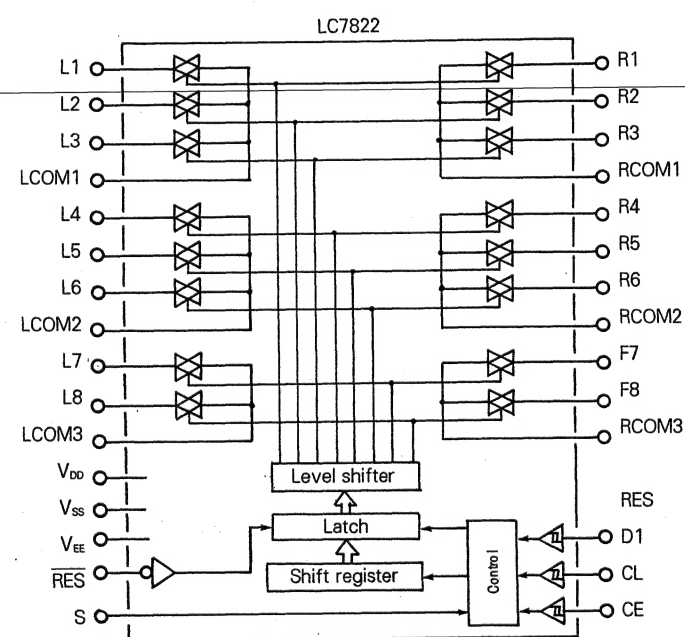 LC7822
L1
L2
L3
LCOM1
L4
L5
L6
LCOM2
L7
L8
LCOM3
VDD
VSS
VEE
RES
S
R1
R2
R3
RCOM1
R4
R5
R6
RCOM2
F7
F8
RCOM3
RES
D1
CL
CE
Level shifter
Latch
Shift register
Control